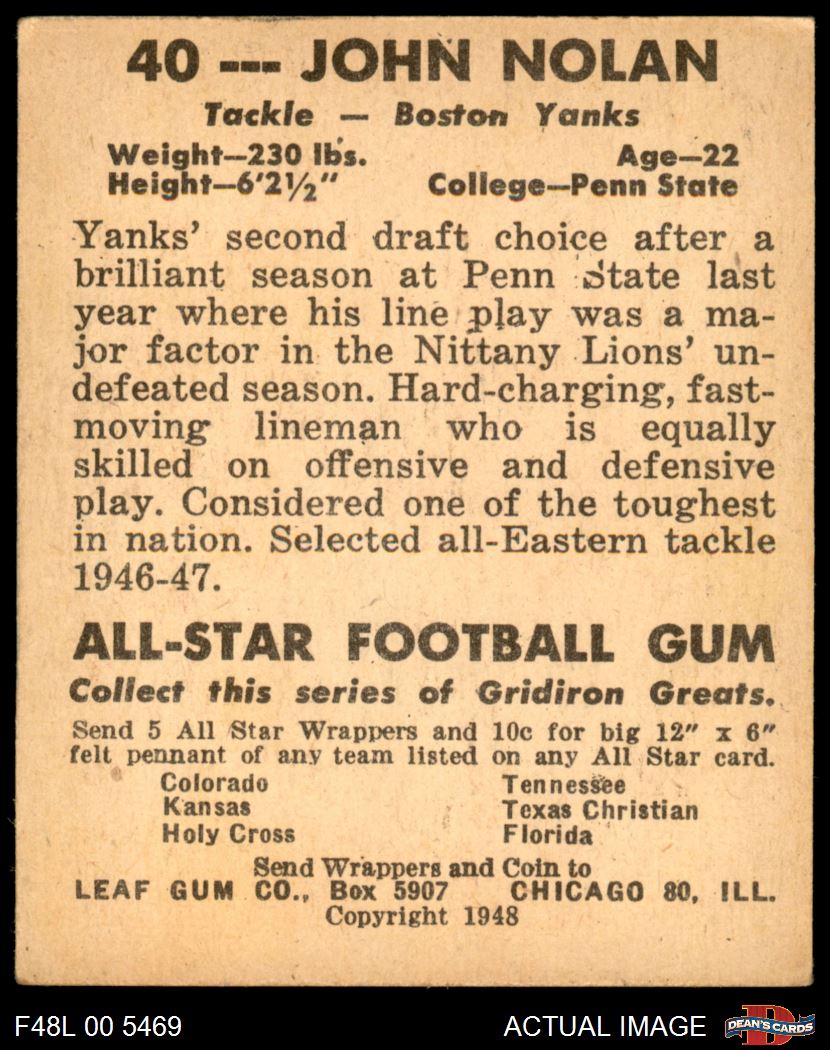 40 --- JOHN NOLAN
Tackle — Boston Yanks
Weight—230 lbs. Age—22
Height—6'2½" College—Penn State
Yanks' second draft choice after a
brilliant season at Penn State last
year where his line play was a ma-
jor factor in the Nittany Lions' un-
defeated season. Hard-charging, fast-
moving lineman who is equally
skilled on offensive and defensive
play. Considered one of the toughest
in nation. Selected all-Eastern tackle
1946-47.
ALL-STAR FOOTBALL GUM
Collect this series of Gridiron Greats.
Send 5 All Star Wrappers and 10c for big 12" x 6"
felt pennant of any team listed on any All Star card.
Colorado Tennessee
Kansas Texas Christian
Holy Cross Florida
Send Wrappers and Coin to
LEAF GUM CO., Box 5907 CHICAGO 80, ILL.
Copyright 1948
F48L 00 5469 ACTUAL IMAGE D DEAN'S CARDS